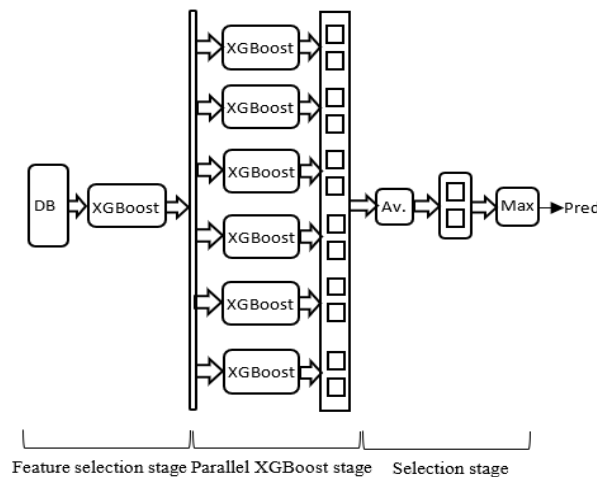 XGBoost
XGBoost
XGBoost
DB
XGBoost
Av.
Max
Pred
XGBoost
XGBoost
XGBoost
Feature selection stage
Parallel XGBoost stage
Selection stage